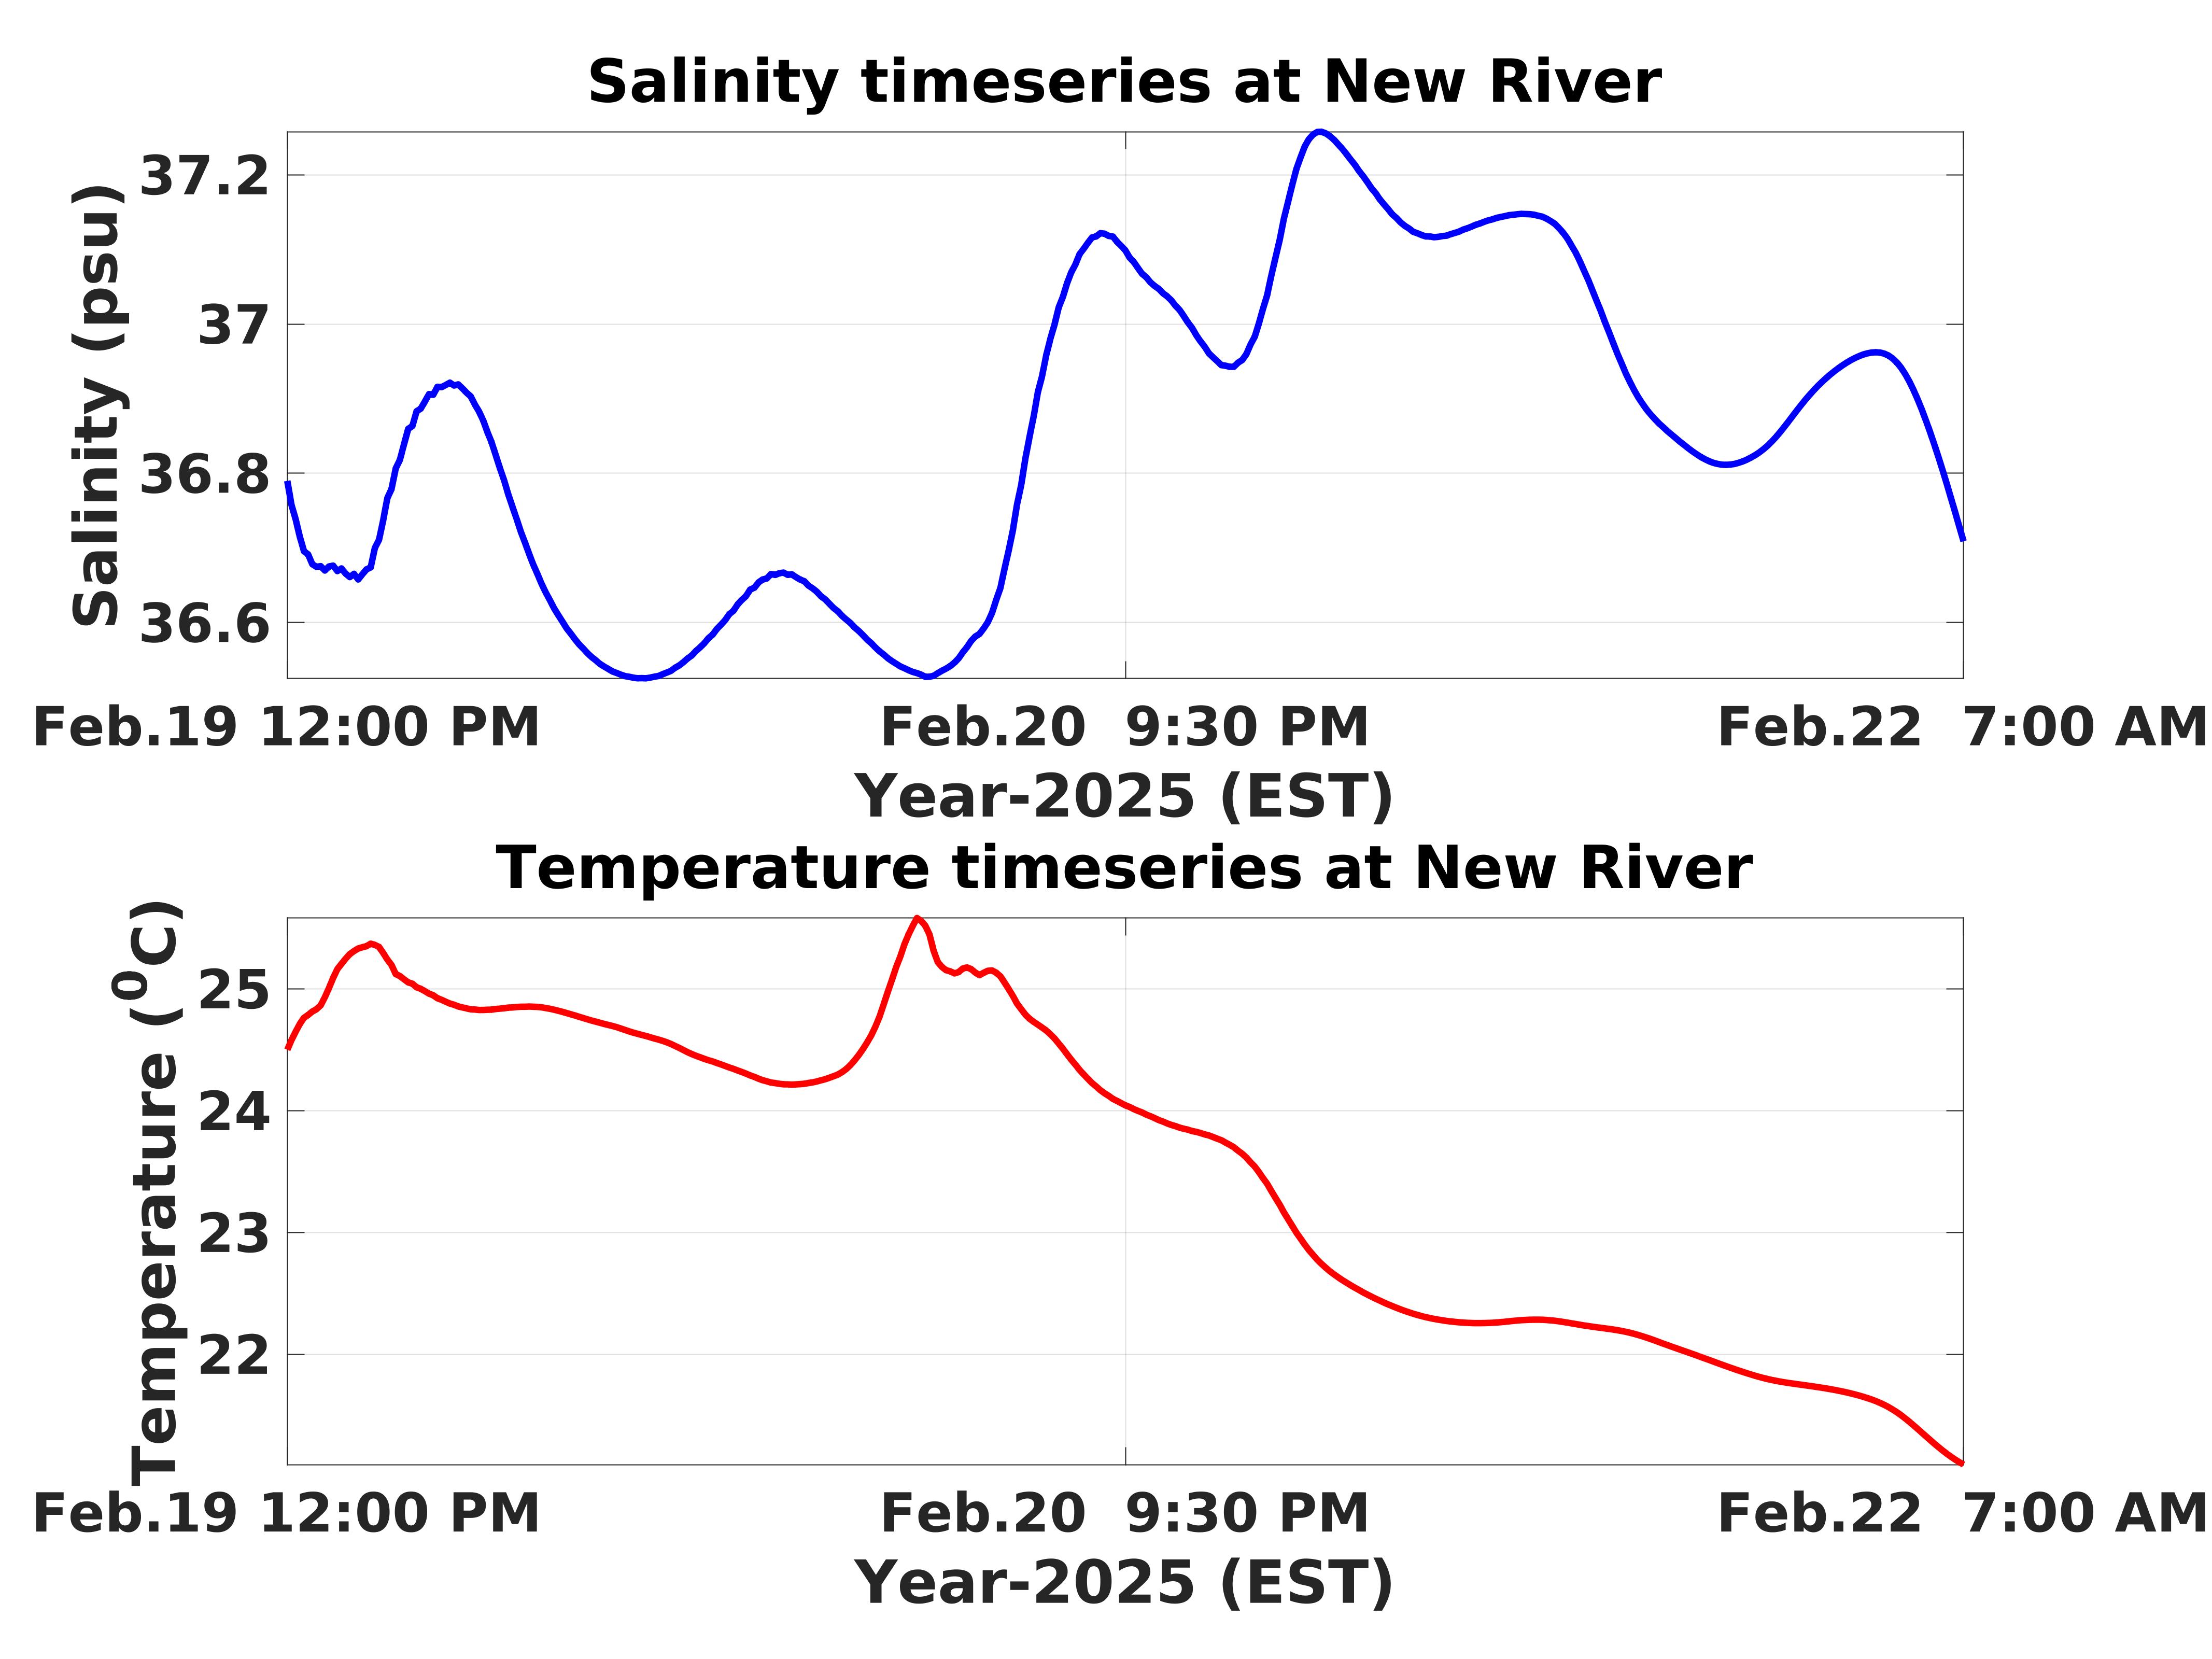 Salinity timeseries at New River
Salinity (psu)
37.2
37
36.8
36.6
Feb.19 12:00 PM
Feb.20 9:30 PM
Feb.22 7:00 AM
Year-2025 (EST)
Temperature timeseries at New River
Temperature (⁰C)
25
24
23
22
Feb.19 12:00 PM
Feb.20 9:30 PM
Feb.22 7:00 AM
Year-2025 (EST)